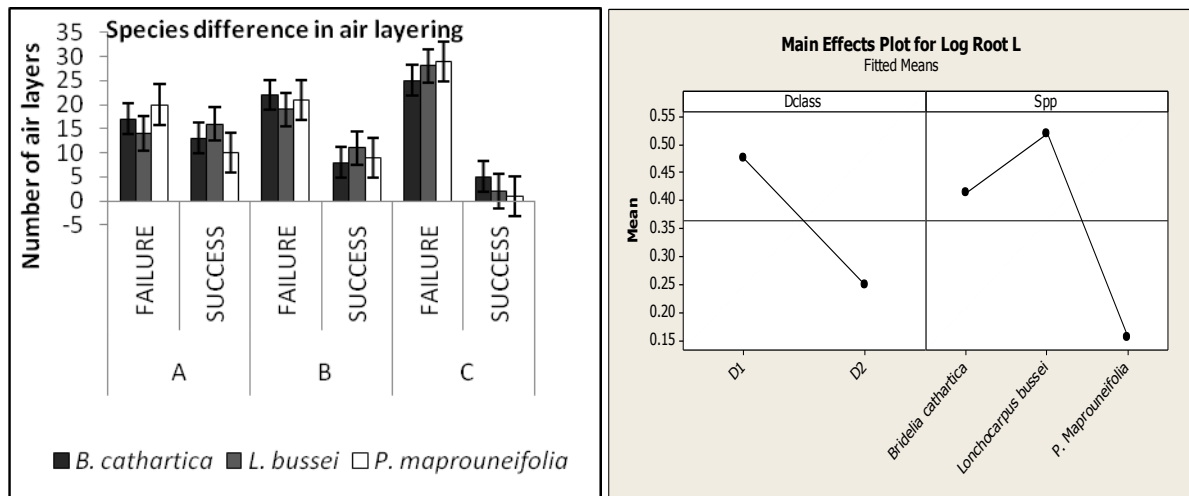 Species difference in air layering
Number of air layers
35
30
25
20
15
10
5
0
-5
FAILURE
SUCCESS
FAILURE
SUCCESS
FAILURE
SUCCESS
A
B
C
B. cathartica
L. bussei
P. maprouneifolia
Main Effects Plot for Log Root L
Fitted Means
Dclass
Spp
Mean
0.55
0.50
0.45
0.40
0.35
0.30
0.25
0.20
0.15
D1
D2
Bridelia cathartica
Lonchocarpus bussei
P. Maprouneifolia